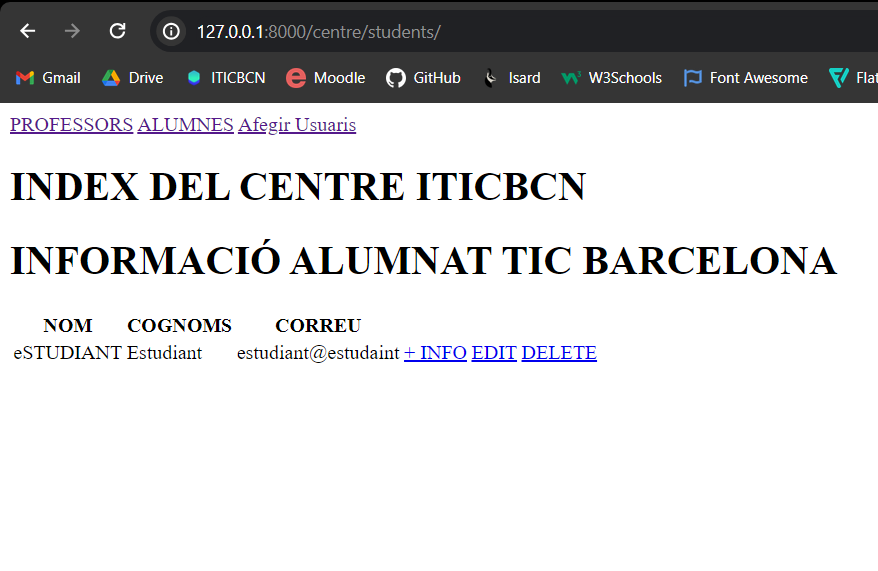 127.0.0.1:8000/centre/students/
Gmail Drive ITICBCN Moodle GitHub Isard W3Schools Font Awesome Flat
PROFESSORS ALUMNES Afegir Usuaris
INDEX DEL CENTRE ITICBCN
INFORMACIÓ ALUMNAT TIC BARCELONA
NOM COGNOMS CORREU
eSTUDIANT Estudiant estudiant@estudaint + INFO EDIT DELETE